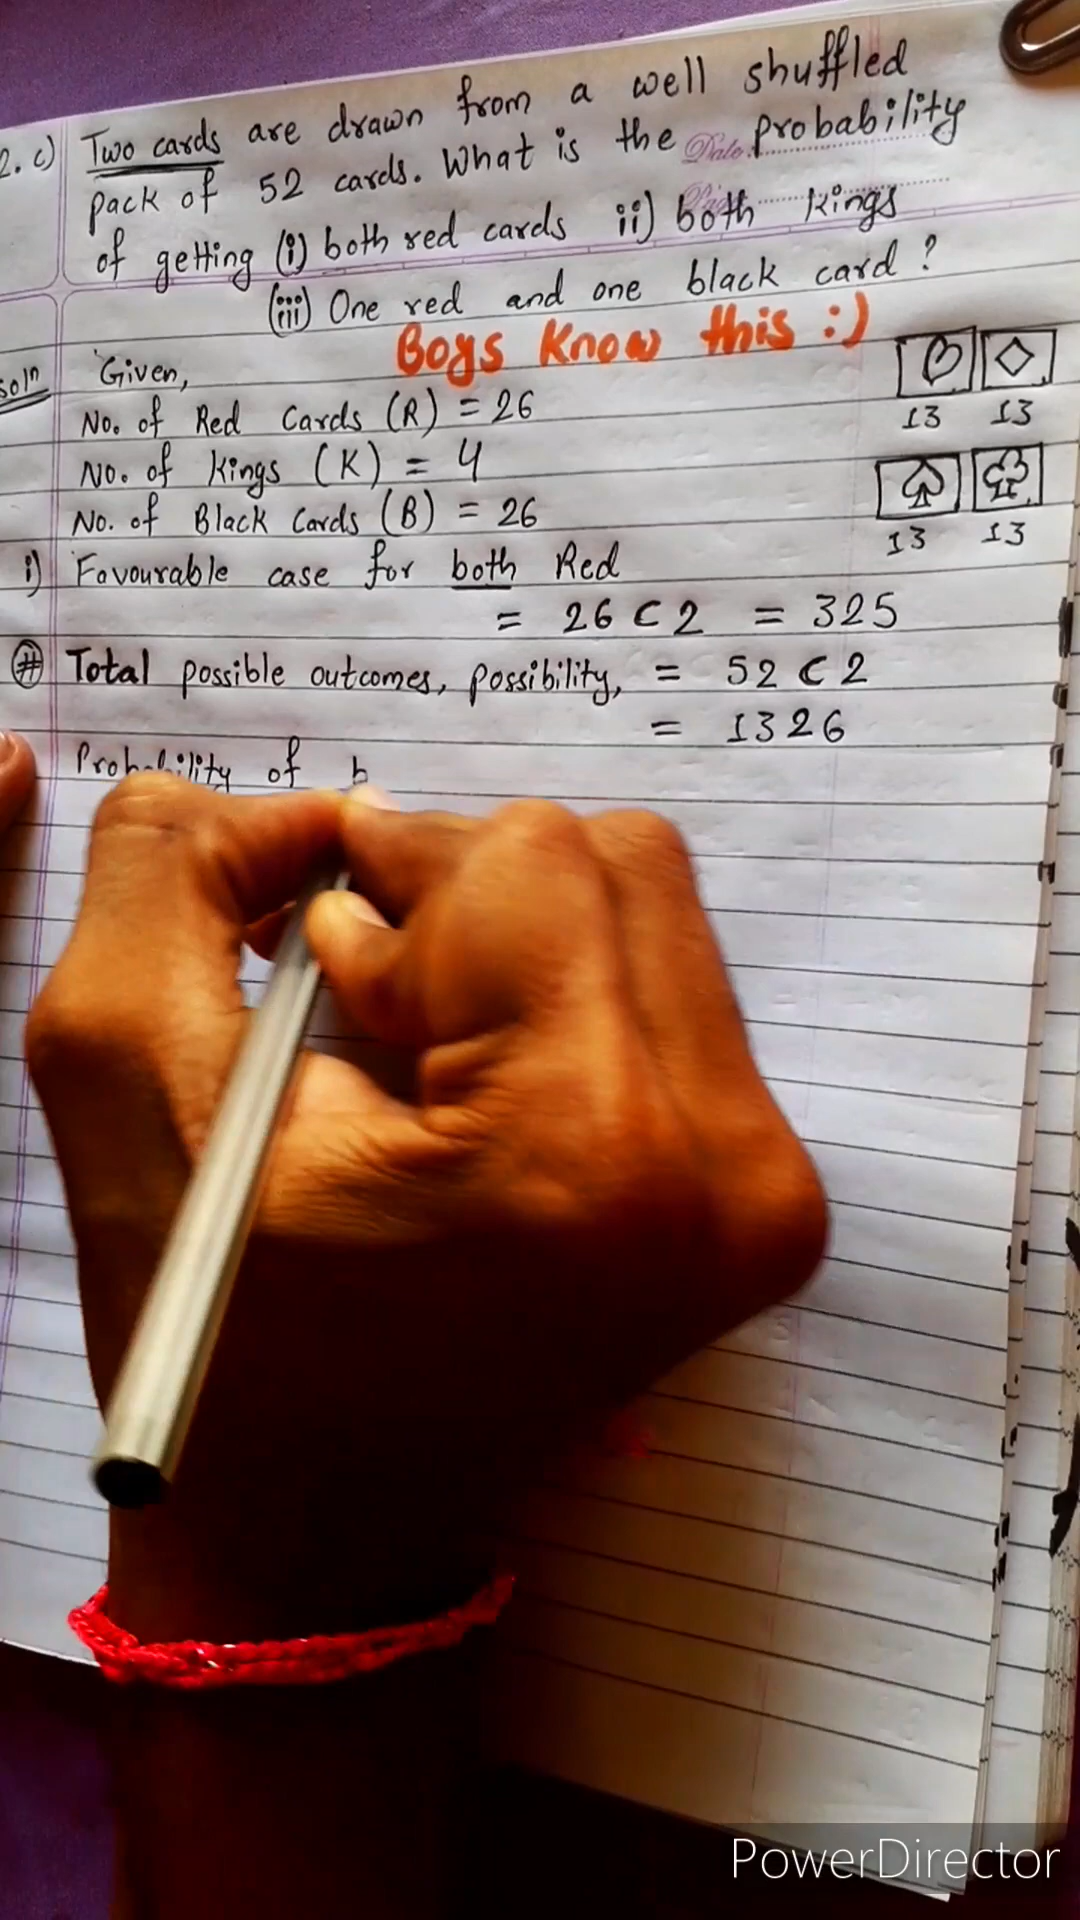 2. c) Two cards are drawn from a well shuffled
pack of 52 cards. What is the probability
Date
of getting (i) both red cards ii) both kings
(iii) One red and one black card ?
Boys Know this :)
Soln Given,
No. of Red Cards (R) = 26
13 13
No. of Kings (K) = 4
No. of Black Cards (B) = 26
13 13
i) Favourable case for both Red
= 26 C 2 = 325
# Total possible outcomes, possibility, = 52 C 2
= 1326
Probability of b
PowerDirector